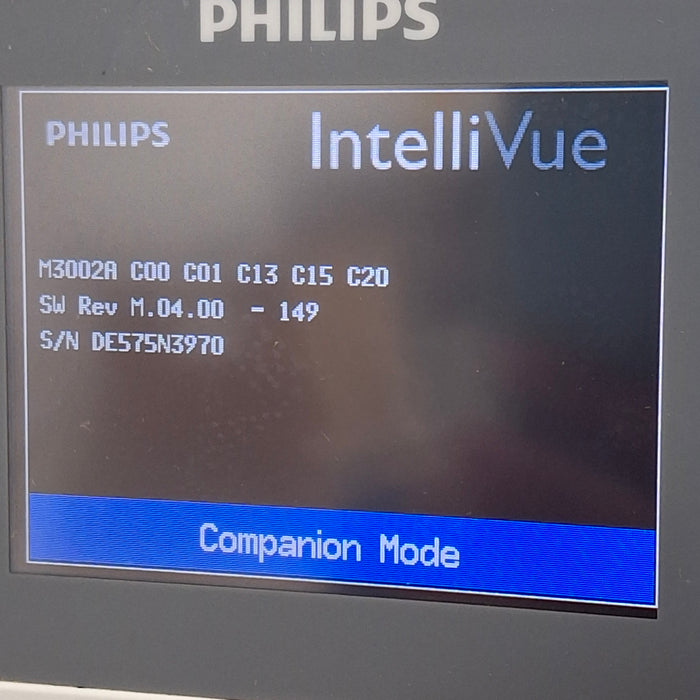 PHILIPS
PHILIPS IntelliVue
M3002A C00 C01 C13 C15 C20
SW Rev M.04.00 - 149
S/N DE575N3970
Companion Mode